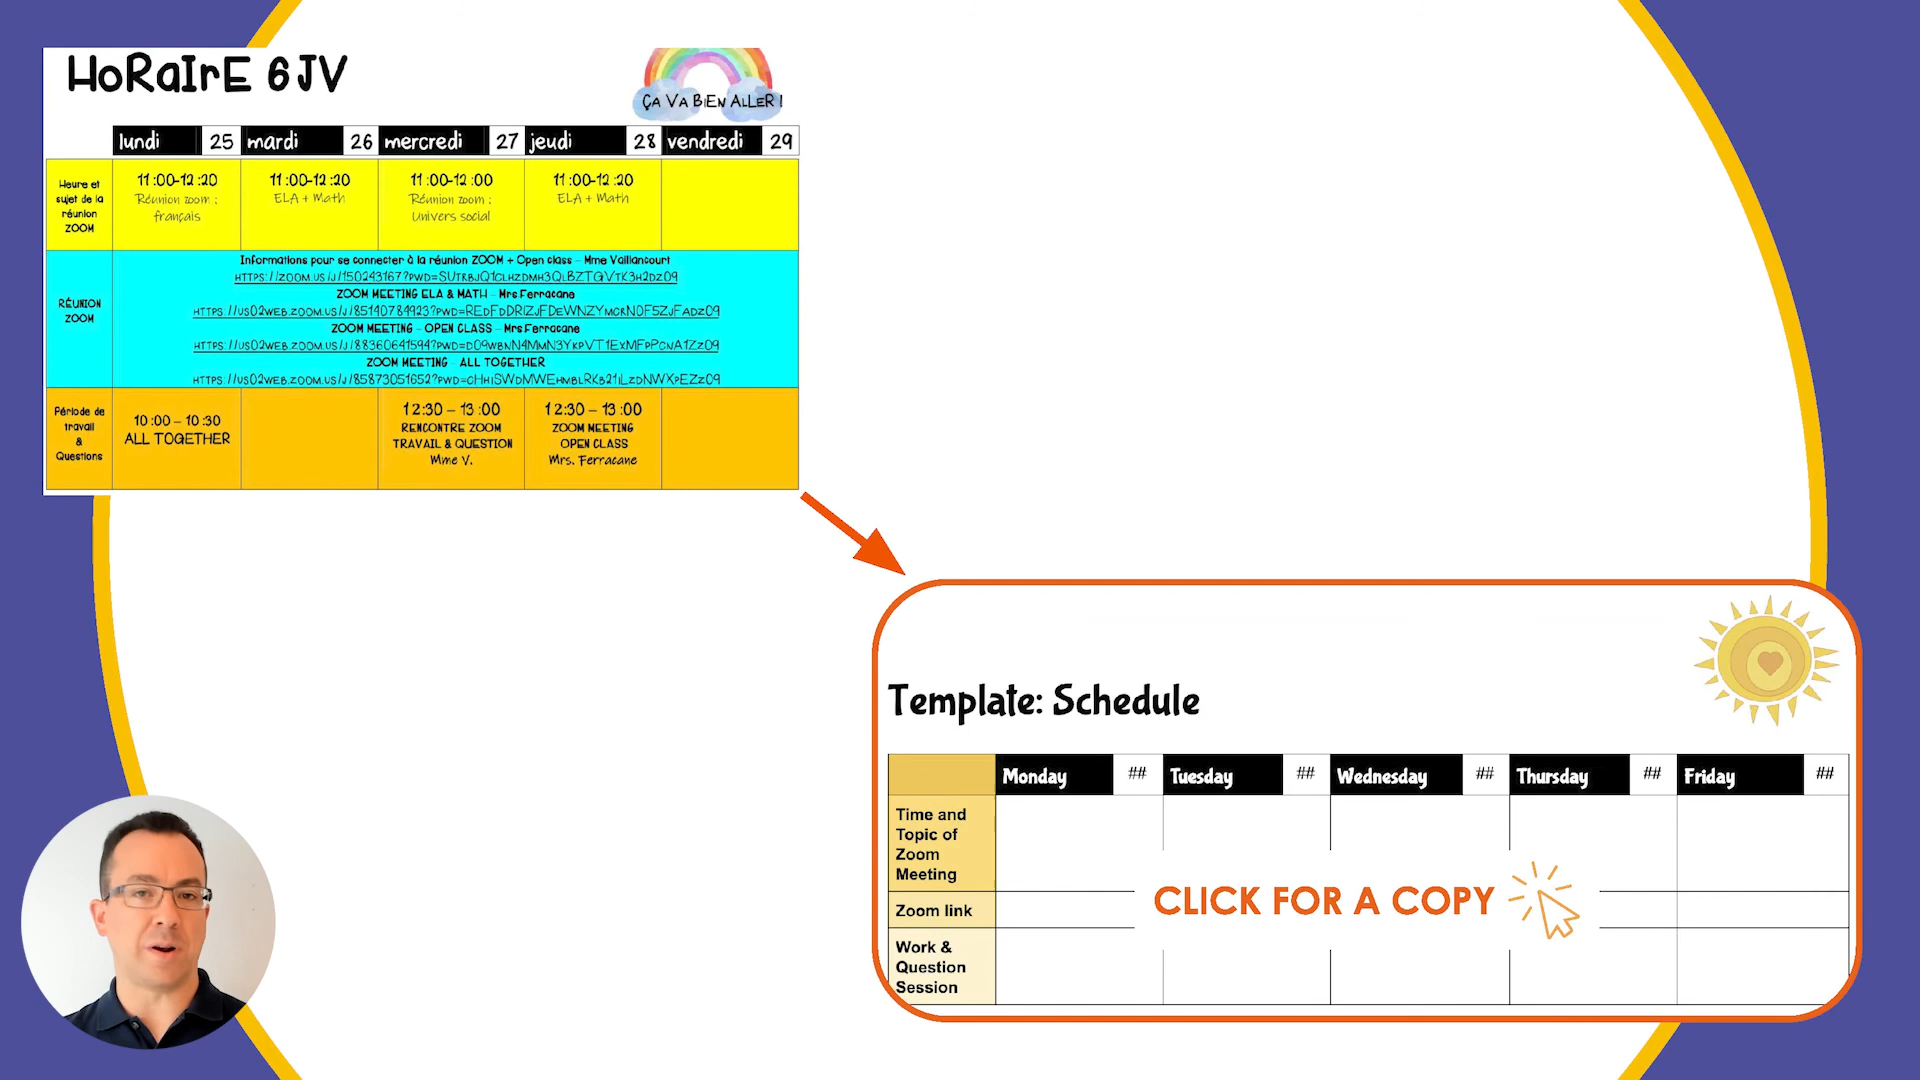 HoRaIrE 6JV
ÇA VA BIEN ALLER !
lundi 25 mardi 26 mercredi 27 jeudi 28 vendredi 29
Heure et
sujet de la
réunion
ZOOM
11 :00-12 :20
Réunion zoom :
français
11 :00-12 :20
ELA + Math
11 :00-12 :00
Réunion zoom :
Univers social
11 :00-12 :20
ELA + Math
RÉUNION
ZOOM
Informations pour se connecter à la réunion ZOOM + Open class – Mme Vaillancourt
ZOOM MEETING ELA & MATH – Mrs.Ferracane
ZOOM MEETING – OPEN CLASS – Mrs.Ferracane
ZOOM MEETING – ALL TOGETHER
Période de
travail
&
Questions
10 :00 – 10 :30
ALL TOGETHER
12:30 – 13 :00
RENCONTRE ZOOM
TRAVAIL & QUESTION
Mme V.
12:30 – 13 :00
ZOOM MEETING
OPEN CLASS
Mrs. Ferracane
Template: Schedule
Monday ## Tuesday ## Wednesday ## Thursday ## Friday ##
Time and
Topic of
Zoom
Meeting
Zoom link
CLICK FOR A COPY
Work &
Question
Session